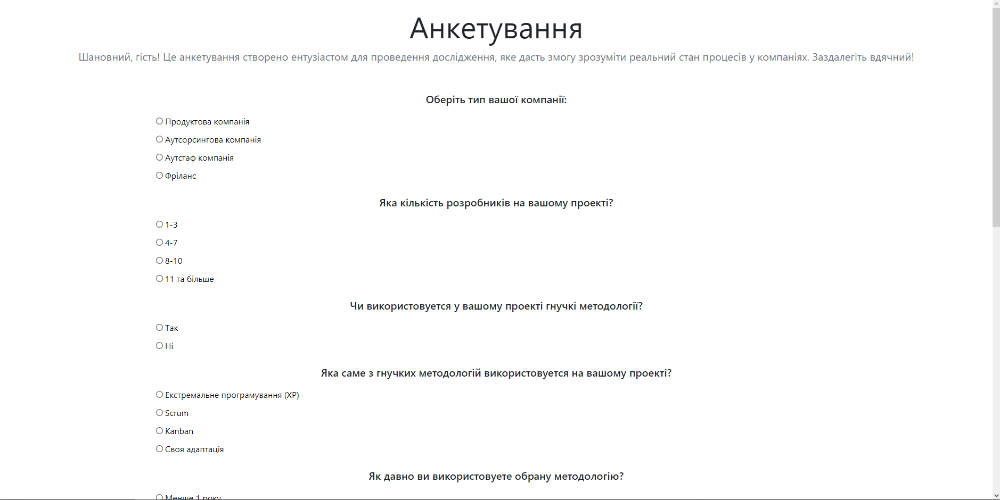 Анкетування
Шановний, гість! Це анкетування створено ентузіастом для проведення дослідження, яке дасть змогу зрозуміти реальний стан процесів у компаніях. Заздалегіть вдячний!
Оберіть тип вашої компанії:
Продуктова компанія
Аутсорсингова компанія
Аутстаф компанія
Фріланс
Яка кількість розробників на вашому проекті?
1-3
4-7
8-10
11 та більше
Чи використовуется у вашому проекті гнучкі методології?
Так
Ні
Яка саме з гнучких методологій використовуется на вашому проекті?
Екстремальне програмування (XP)
Scrum
Kanban
Своя адаптація
Як давно ви використовуете обрану методологію?
Менше 1 року